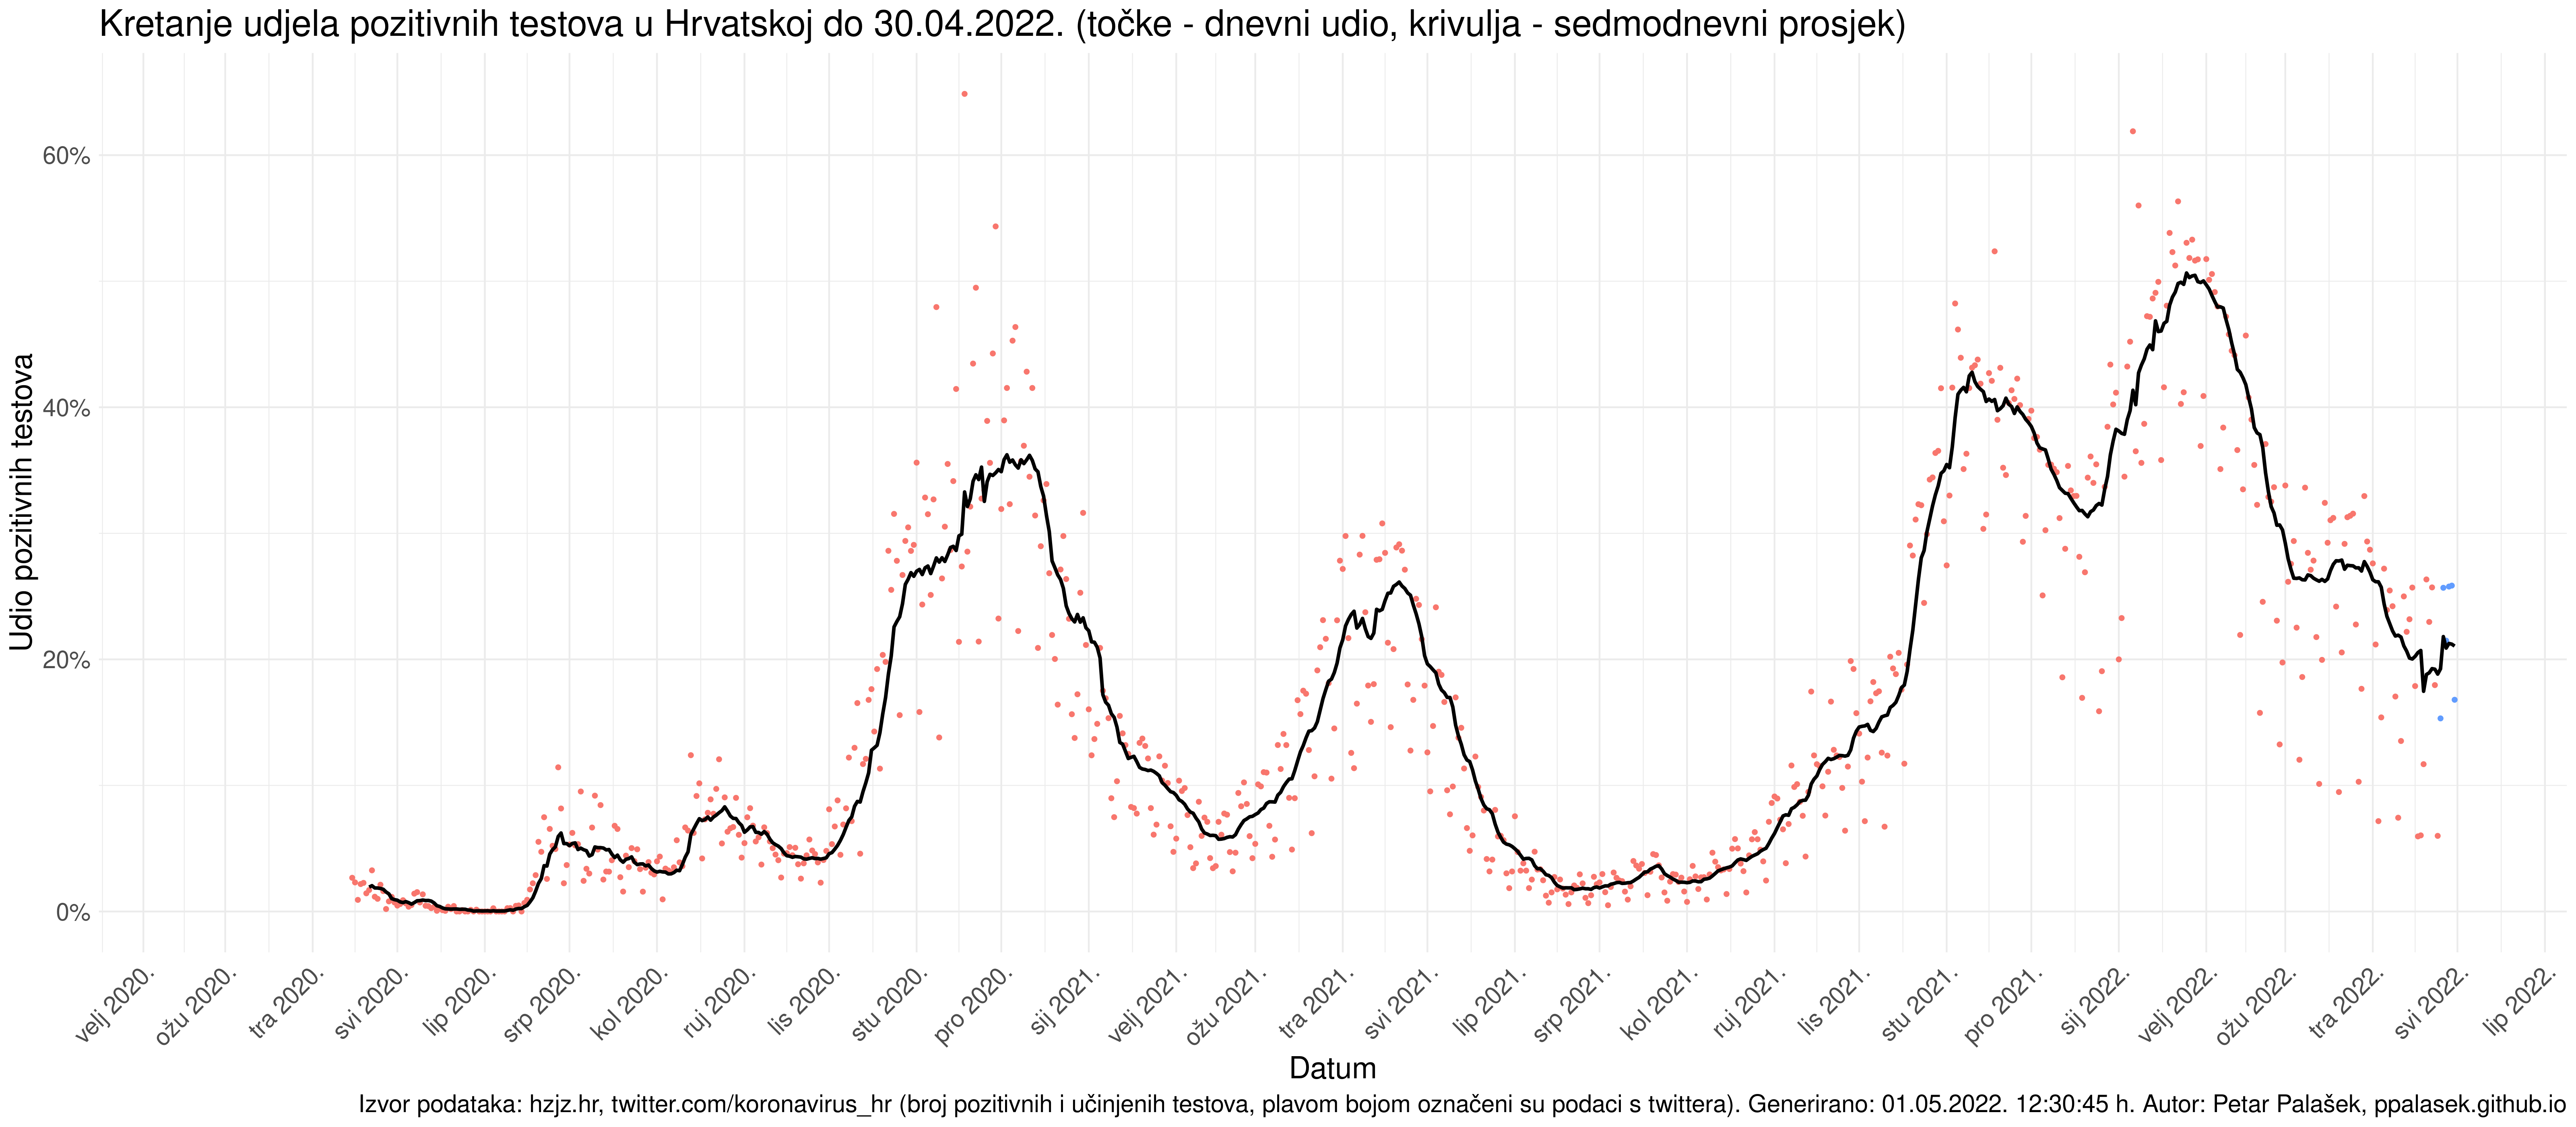 Kretanje udjela pozitivnih testova u Hrvatskoj do 30.04.2022. (točke - dnevni udio, krivulja - sedmodnevni prosjek)
Udio pozitivnih testova
60%
40%
20%
0%
velj 2020.
ožu 2020.
tra 2020.
svi 2020.
lip 2020.
srp 2020.
kol 2020.
ruj 2020.
lis 2020.
stu 2020.
pro 2020.
sij 2021.
velj 2021.
ožu 2021.
tra 2021.
svi 2021.
lip 2021.
srp 2021.
kol 2021.
ruj 2021.
lis 2021.
stu 2021.
pro 2021.
sij 2022.
velj 2022.
ožu 2022.
tra 2022.
svi 2022.
lip 2022.
Datum
Izvor podataka: hzjz.hr, twitter.com/koronavirus_hr (broj pozitivnih i učinjenih testova, plavom bojom označeni su podaci s twittera). Generirano: 01.05.2022. 12:30:45 h. Autor: Petar Palašek, ppalasek.github.io